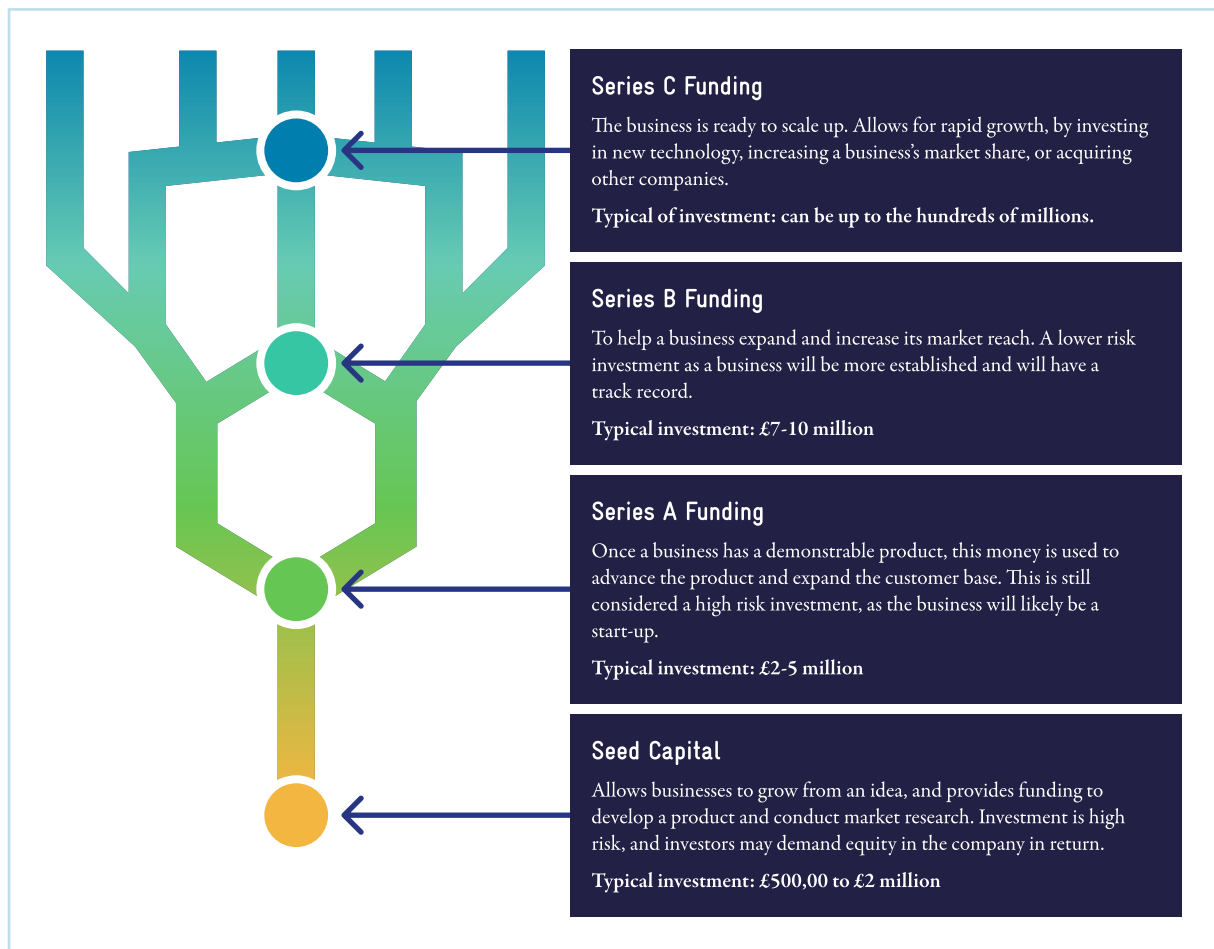 Series C Funding
The business is ready to scale up. Allows for rapid growth, by investing
in new technology, increasing a business's market share, or acquiring
other companies.
Typical of investment: can be up to the hundreds of millions.
Series B Funding
To help a business expand and increase its market reach. A lower risk
investment as a business will be more established and will have a
track record.
Typical investment: £7-10 million
Series A Funding
Once a business has a demonstrable product, this money is used to
advance the product and expand the customer base. This is still
considered a high risk investment, as the business will likely be a
start-up.
Typical investment: £2-5 million
Seed Capital
Allows businesses to grow from an idea, and provides funding to
develop a product and conduct market research. Investment is high
risk, and investors may demand equity in the company in return.
Typical investment: £500,00 to £2 million